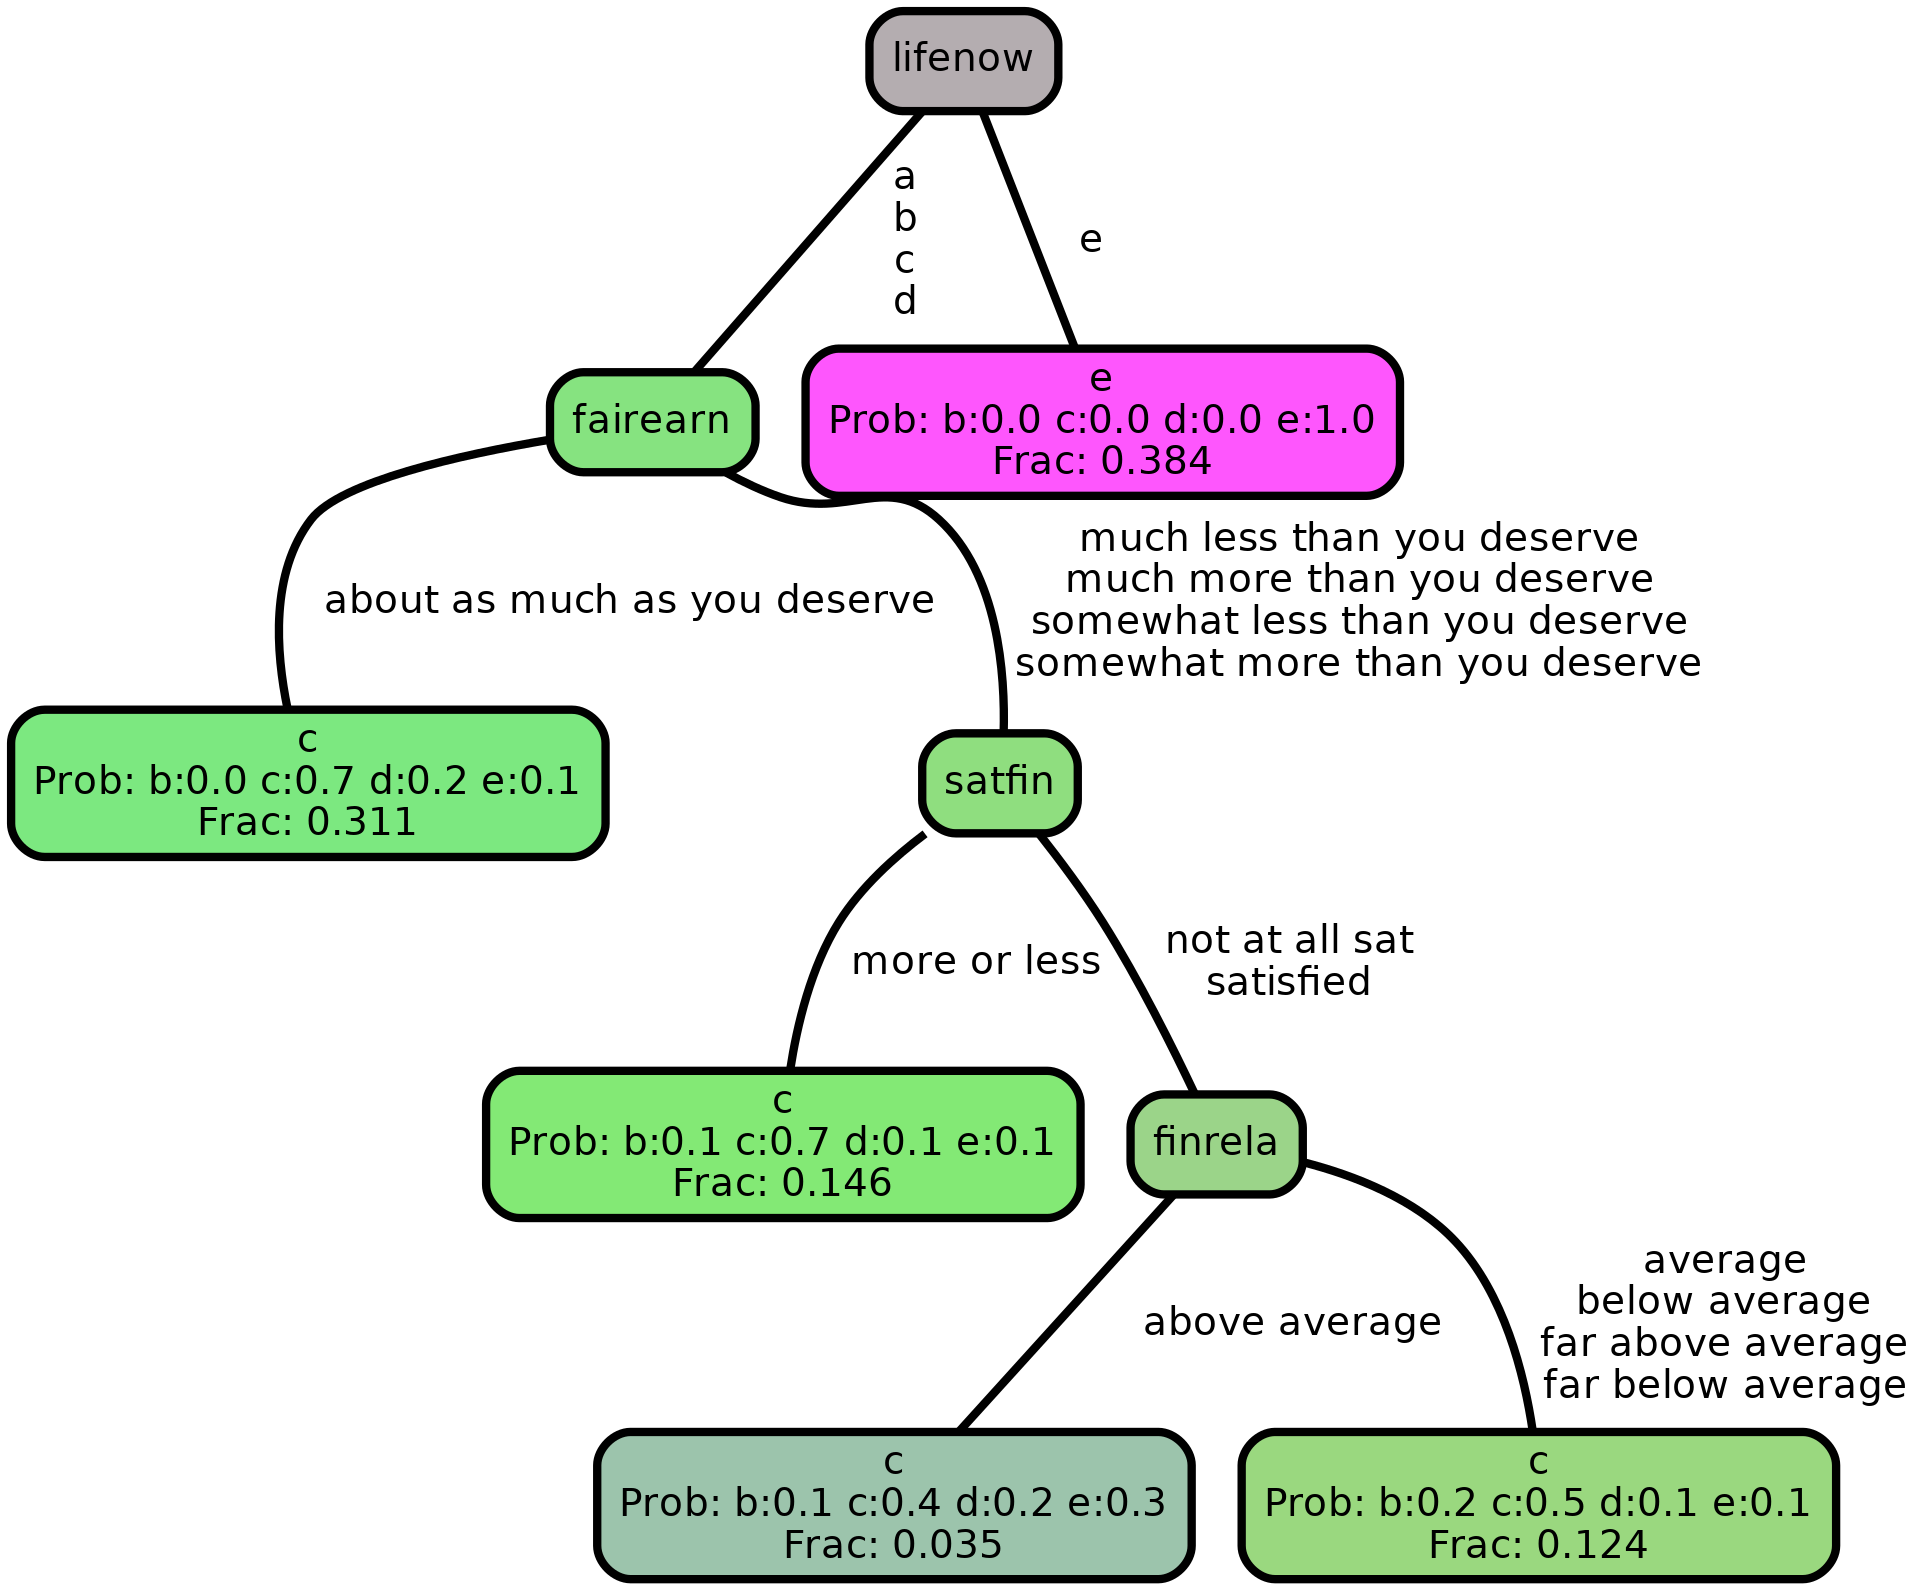 lifenow
a
b
c
d
e
fairearn
e
Prob: b:0.0 c:0.0 d:0.0 e:1.0
Frac: 0.384
about as much as you deserve
much less than you deserve
much more than you deserve
somewhat less than you deserve
somewhat more than you deserve
c
Prob: b:0.0 c:0.7 d:0.2 e:0.1
Frac: 0.311
satfin
more or less
not at all sat
satisfied
c
Prob: b:0.1 c:0.7 d:0.1 e:0.1
Frac: 0.146
finrela
above average
average
below average
far above average
far below average
c
Prob: b:0.1 c:0.4 d:0.2 e:0.3
Frac: 0.035
c
Prob: b:0.2 c:0.5 d:0.1 e:0.1
Frac: 0.124